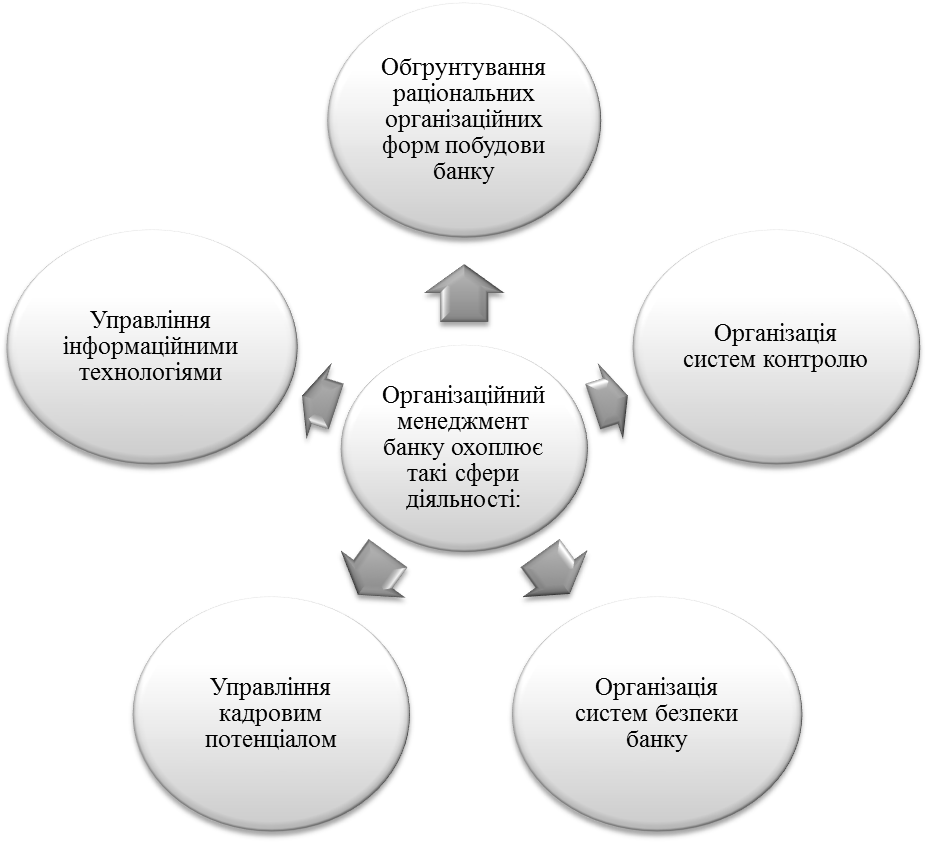 Обгрунтування
раціональних
організаційних
форм побудови
банку
Управління
інформаційними
технологіями
Організація
систем контролю
Організаційний
менеджмент
банку охоплює
такі сфери
діяльності:
Управління
кадровим
потенціалом
Організація
систем безпеки
банку